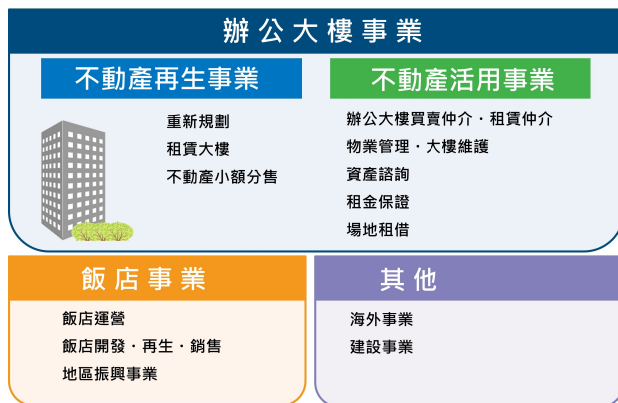 辦公大樓事業
不動產再生事業
重新規劃
租賃大樓
不動產小額分售
不動產活用事業
辦公大樓買賣仲介・租賃仲介
物業管理・大樓維護
資產諮詢
租金保證
場地租借
飯店事業
飯店運營
飯店開發・再生・銷售
地區振興事業
其他
海外事業
建設事業